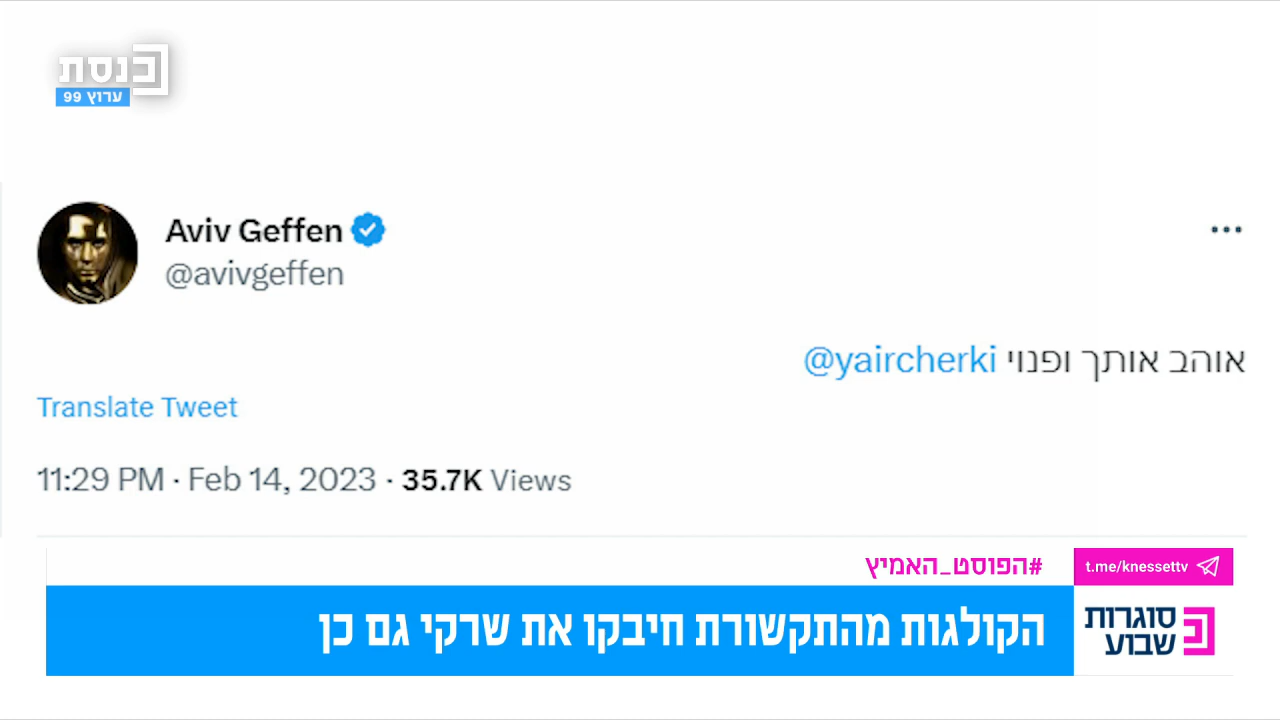 כנסת
ערוץ 99
Aviv Geffen
@avivgeffen
אוהב אותך ופנוי @yaircherki
Translate Tweet
11:29 PM · Feb 14, 2023 · 35.7K Views
#הפוסט_האמיץ
t.me/knessettv
הקולגות מהתקשורת חיבקו את שרקי גם כן
סוגרות
שבוע